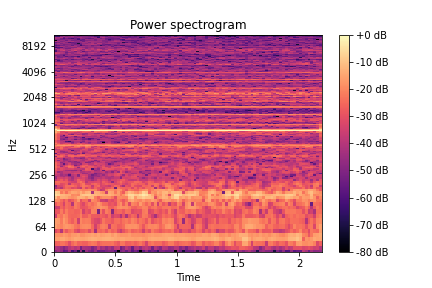 Power spectrogram
8192
4096
2048
1024
512
256
128
64
0
Hz
0
0.5
1
1.5
2
Time
+0 dB
-10 dB
-20 dB
-30 dB
-40 dB
-50 dB
-60 dB
-70 dB
-80 dB